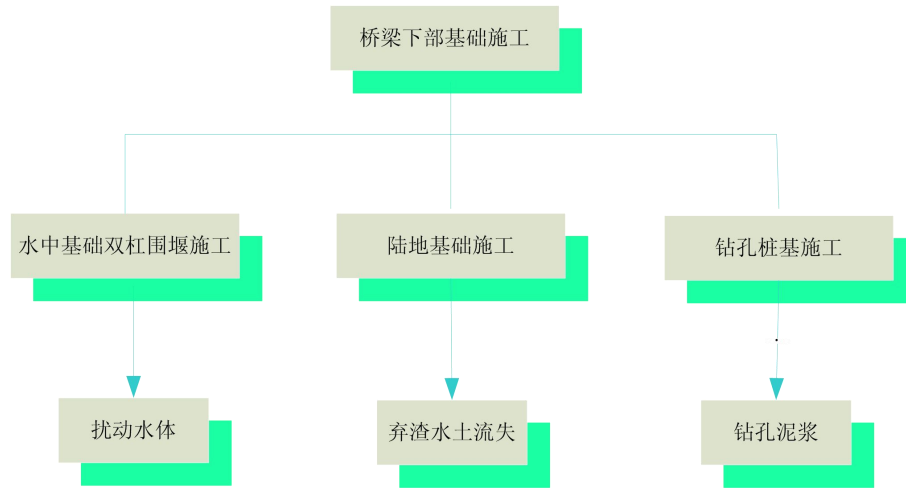 桥梁下部基础施工
水中基础双杠围堰施工
陆地基础施工
钻孔桩基施工
扰动水体
弃渣水土流失
钻孔泥浆